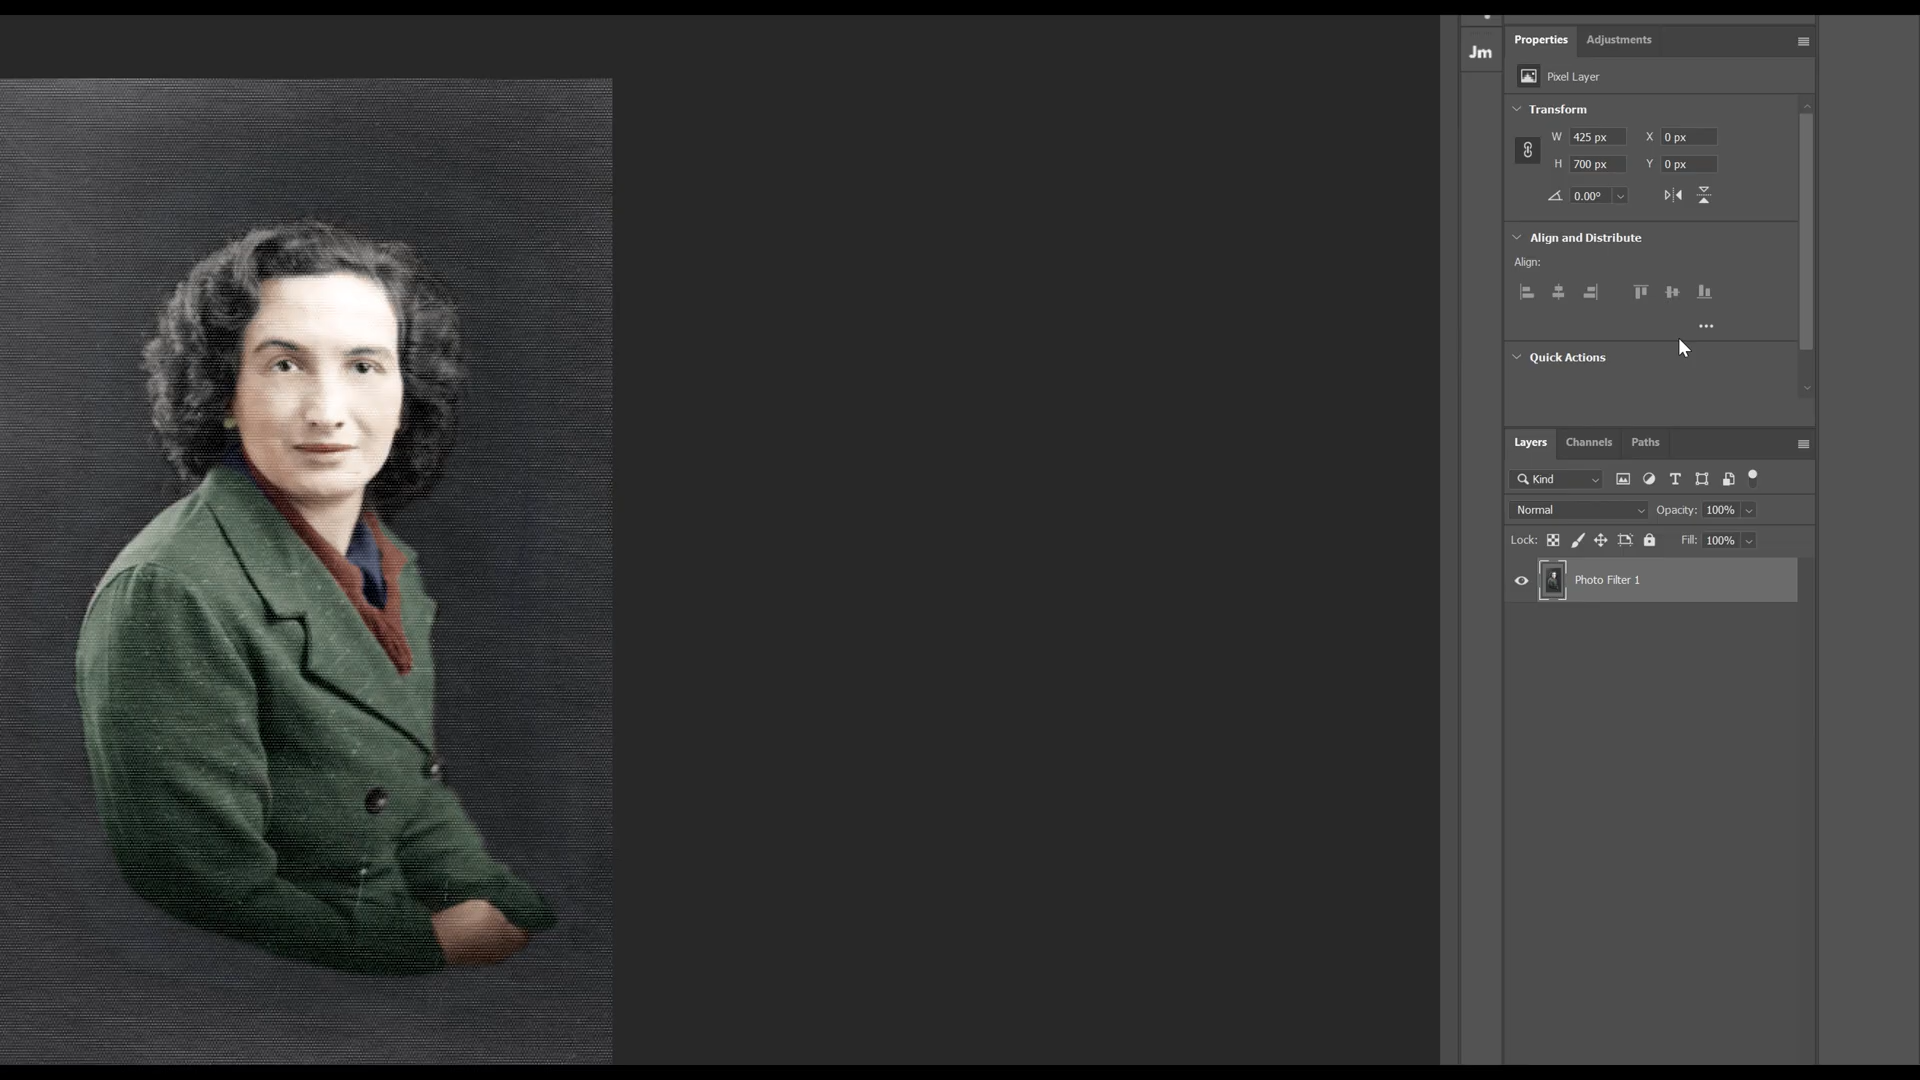 Jm
Properties Adjustments
Pixel Layer
Transform
W 425 px X 0 px
H 700 px Y 0 px
0.00°
Align and Distribute
Align:
Quick Actions
Layers Channels Paths
Kind
Normal Opacity: 100%
Lock: Fill: 100%
Photo Filter 1